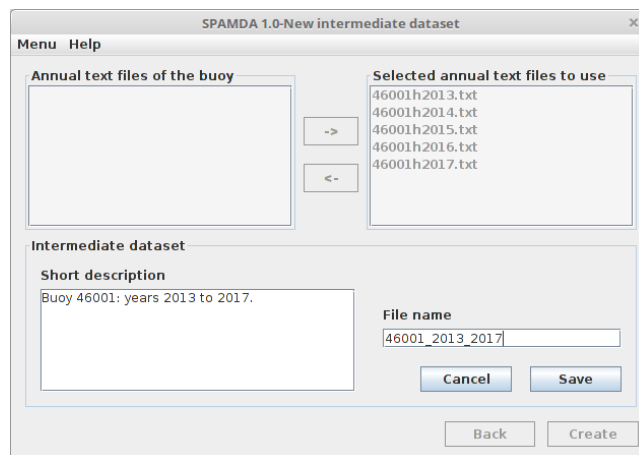 SPAMDA 1.0-New intermediate dataset ×
Menu Help
Annual text files of the buoy
Selected annual text files to use
46001h2013.txt
46001h2014.txt
46001h2015.txt
46001h2016.txt
46001h2017.txt
->
<-
Intermediate dataset
Short description
Buoy 46001: years 2013 to 2017.
File name
46001_2013_2017
Cancel Save
Back Create